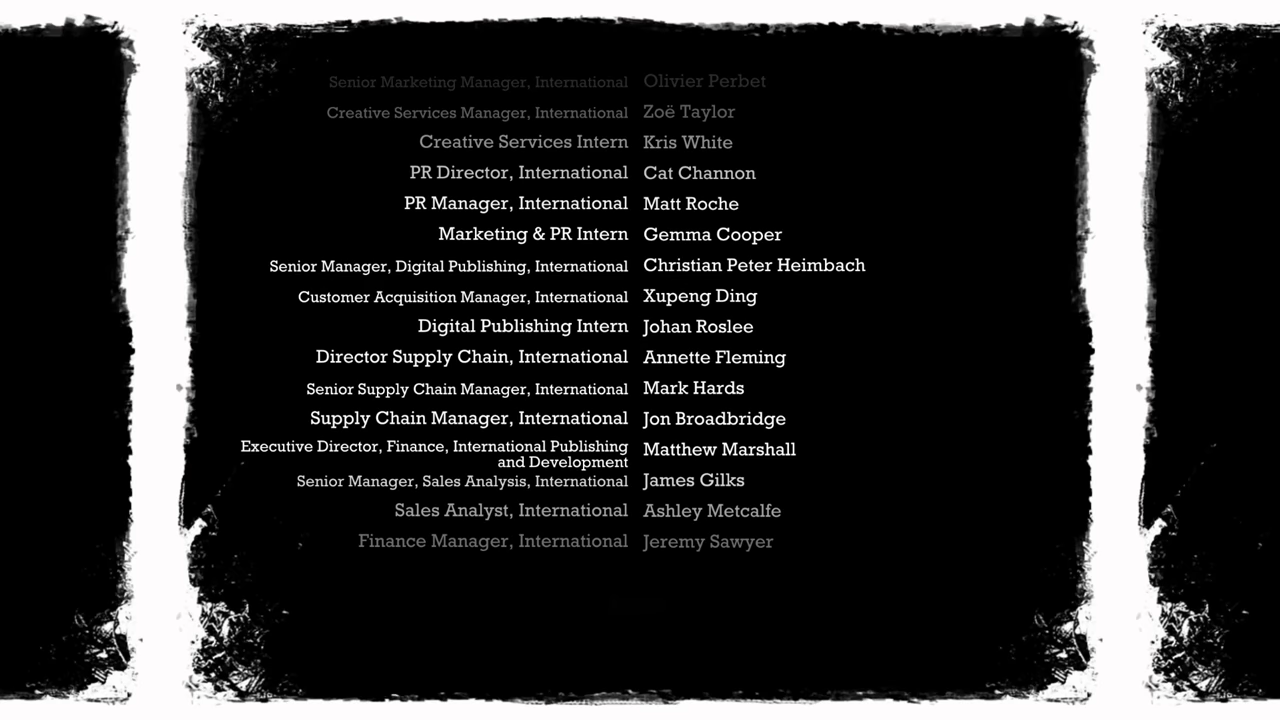 Senior Marketing Manager, International Olivier Perbet
Creative Services Manager, International Zoë Taylor
Creative Services Intern Kris White
PR Director, International Cat Channon
PR Manager, International Matt Roche
Marketing & PR Intern Gemma Cooper
Senior Manager, Digital Publishing, International Christian Peter Heimbach
Customer Acquisition Manager, International Xupeng Ding
Digital Publishing Intern Johan Roslee
Director Supply Chain, International Annette Fleming
Senior Supply Chain Manager, International Mark Hards
Supply Chain Manager, International Jon Broadbridge
Executive Director, Finance, International Publishing
and Development Matthew Marshall
Senior Manager, Sales Analysis, International James Gilks
Sales Analyst, International Ashley Metcalfe
Finance Manager, International Jeremy Sawyer